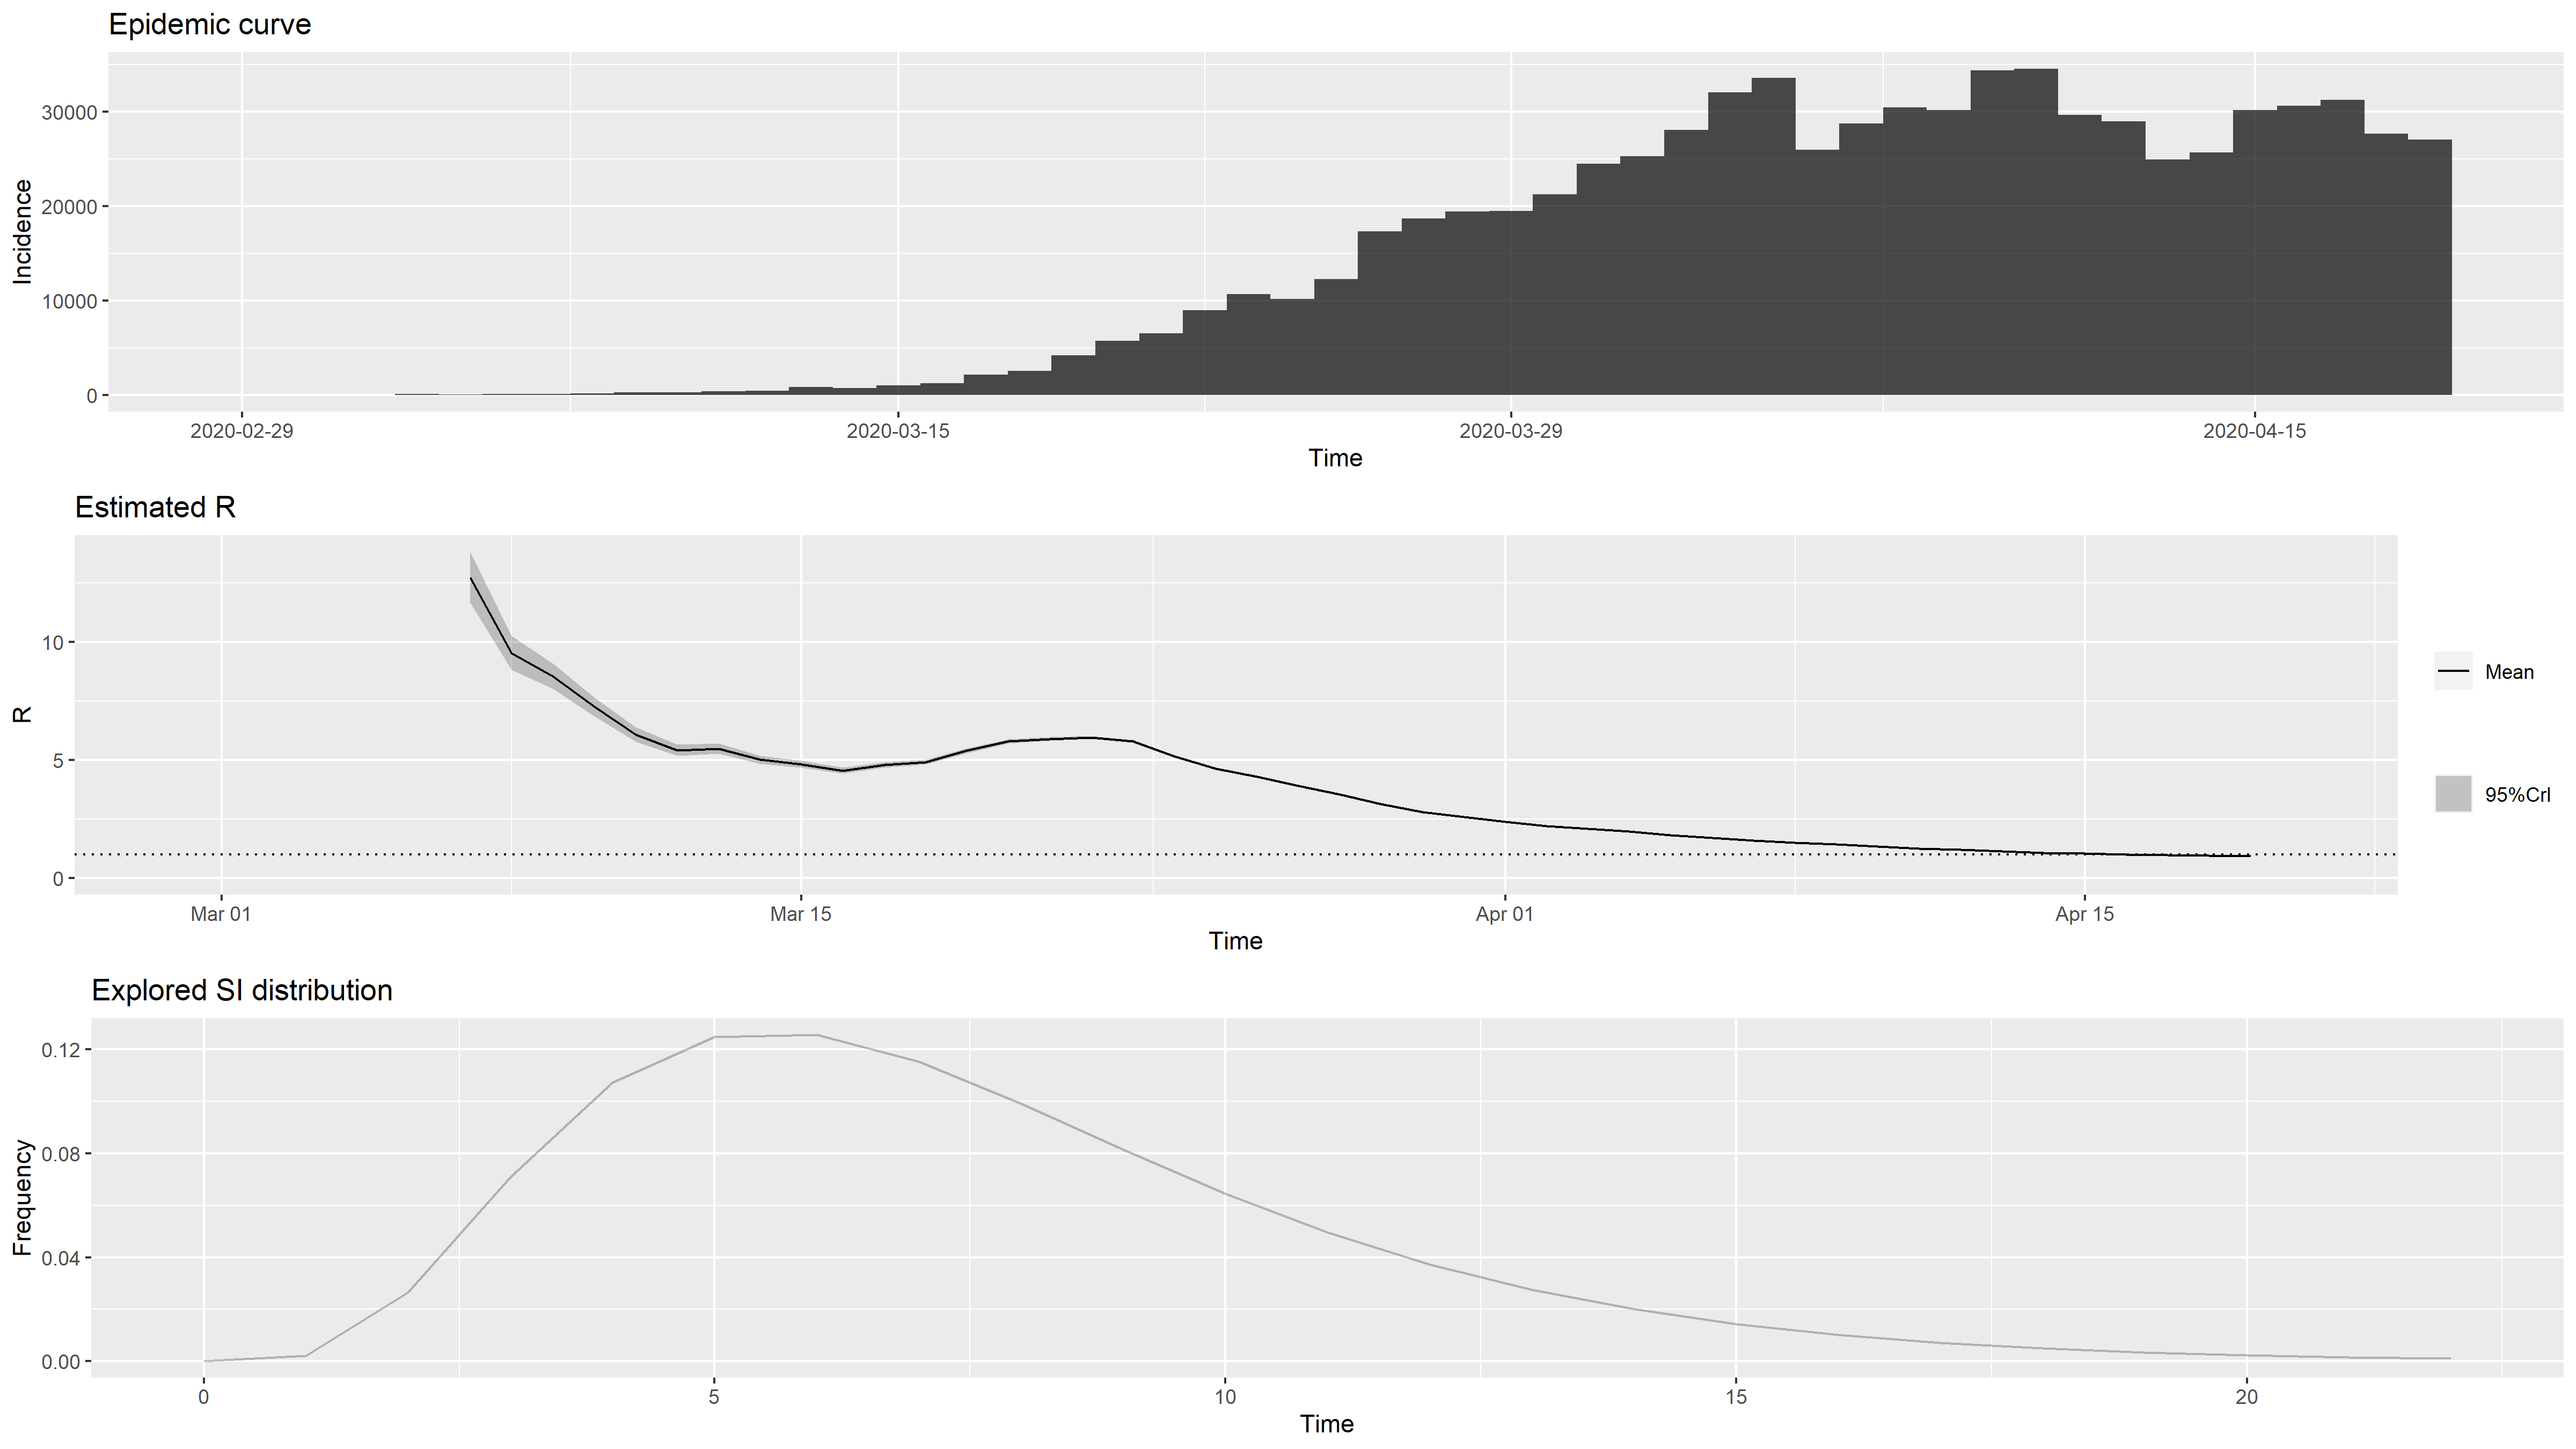 Epidemic curve
30000
20000
10000
0
Incidence
2020-02-29 2020-03-15 2020-03-29 2020-04-15
Time
Estimated R
10
5
0
R
Mar 01 Mar 15 Apr 01 Apr 15
Time
Mean
95%CrI
Explored SI distribution
0.12
0.08
0.04
0.00
Frequency
0 5 10 15 20
Time